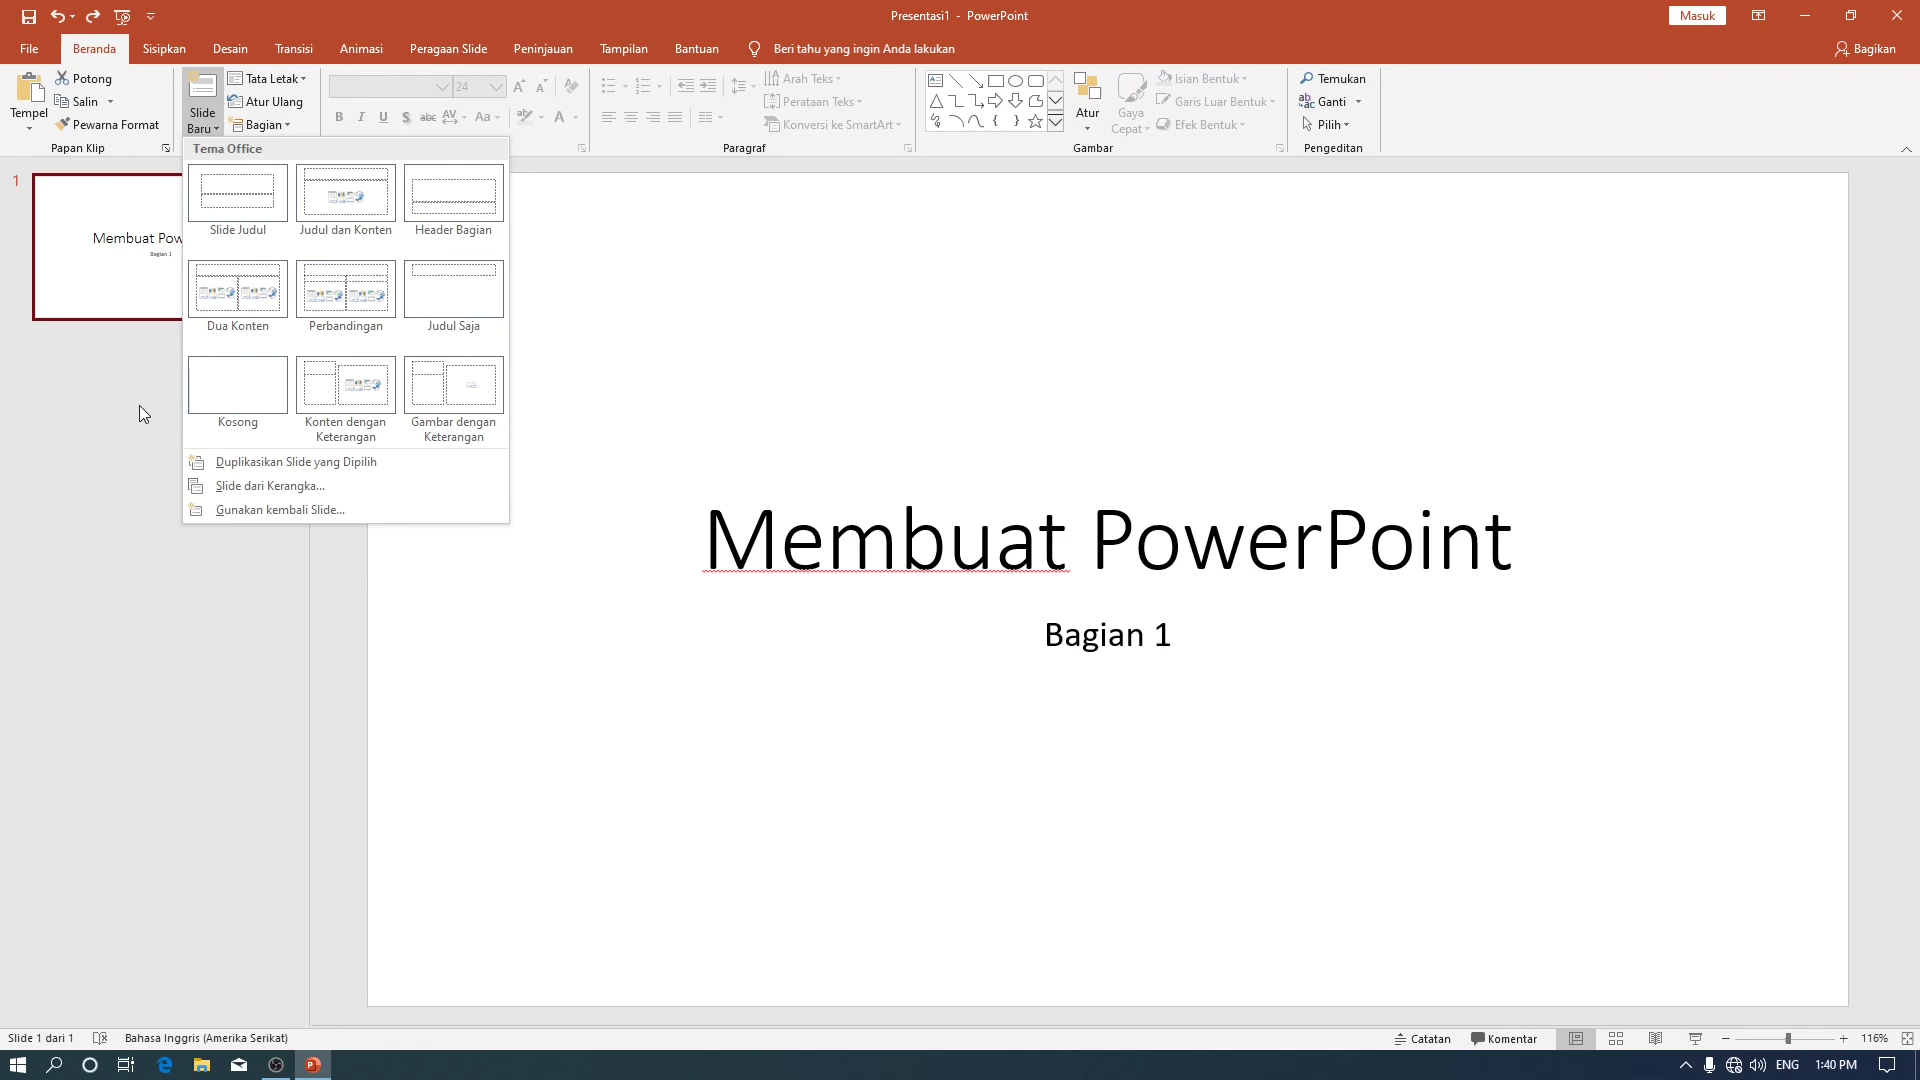 Presentasi1 - PowerPoint
Masuk
File
Beranda
Sisipkan
Desain
Transisi
Animasi
Peragaan Slide
Peninjauan
Tampilan
Bantuan
Beri tahu yang ingin Anda lakukan
Bagikan
Tempel
Potong
Salin
Pewarna Format
Papan Klip
Slide
Baru
Tata Letak
Atur Ulang
Bagian
24
B I U S abc AV Aa A
Arah Teks
Perataan Teks
Konversi ke SmartArt
Paragraf
Atur
Gaya
Cepat
Isian Bentuk
Garis Luar Bentuk
Efek Bentuk
Gambar
Temukan
Ganti
Pilih
Pengeditan
Tema Office
Slide Judul
Judul dan Konten
Header Bagian
Dua Konten
Perbandingan
Judul Saja
Kosong
Konten dengan
Keterangan
Gambar dengan
Keterangan
Duplikasikan Slide yang Dipilih
Slide dari Kerangka...
Gunakan kembali Slide...
1
Membuat Pow
Bagian 1
Membuat PowerPoint
Bagian 1
Slide 1 dari 1
Bahasa Inggris (Amerika Serikat)
Catatan
Komentar
116%
ENG
1:40 PM